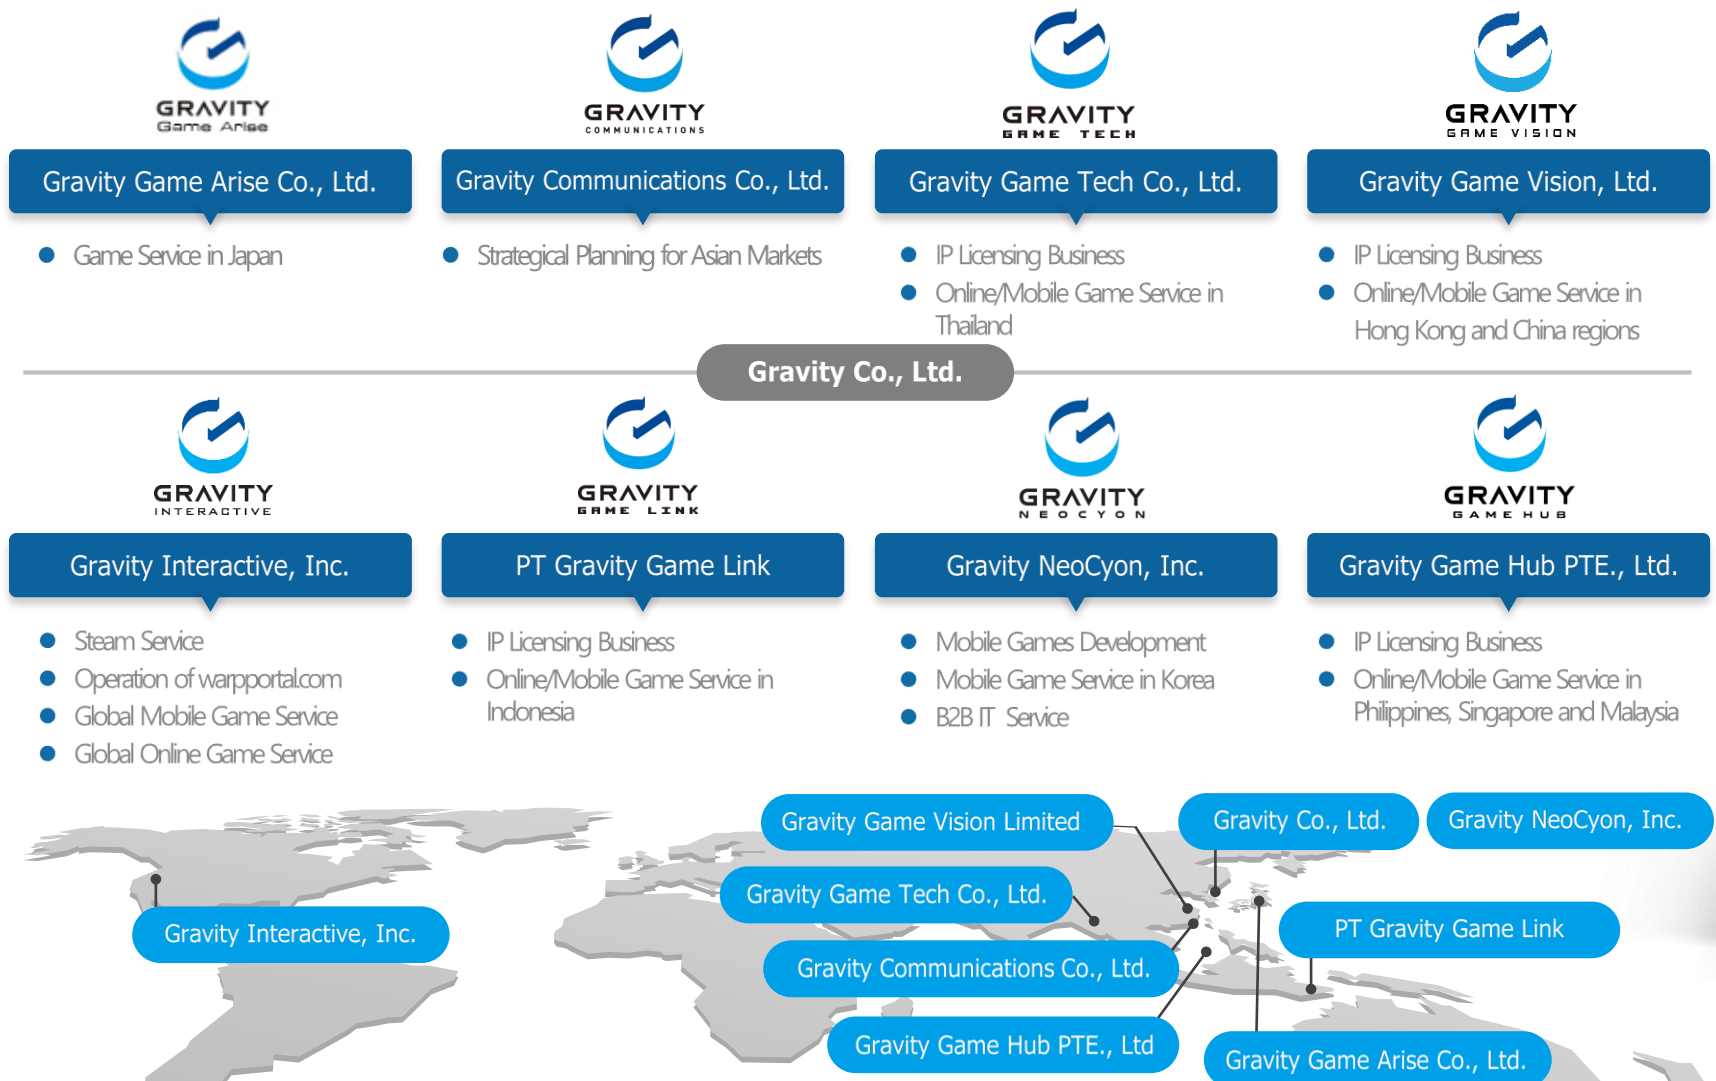 GRAVITY
Game Arise
GRAVITY
COMMUNICATIONS
GRAVITY
GAME TECH
GRAVITY
GAME VISION
Gravity Game Arise Co., Ltd.
Gravity Communications Co., Ltd.
Gravity Game Tech Co., Ltd.
Gravity Game Vision, Ltd.
Game Service in Japan
Strategical Planning for Asian Markets
IP Licensing Business
Online/Mobile Game Service in
Thailand
IP Licensing Business
Online/Mobile Game Service in
Hong Kong and China regions
Gravity Co., Ltd.
GRAVITY
INTERACTIVE
GRAVITY
GAME LINK
GRAVITY
NEOCYON
GRAVITY
GAME HUB
Gravity Interactive, Inc.
PT Gravity Game Link
Gravity NeoCyon, Inc.
Gravity Game Hub PTE., Ltd.
Steam Service
Operation of warpportal.com
Global Mobile Game Service
Global Online Game Service
IP Licensing Business
Online/Mobile Game Service in
Indonesia
Mobile Games Development
Mobile Game Service in Korea
B2B IT Service
IP Licensing Business
Online/Mobile Game Service in
Philippines, Singapore and Malaysia
Gravity Game Vision Limited
Gravity Co., Ltd.
Gravity NeoCyon, Inc.
Gravity Game Tech Co., Ltd.
Gravity Interactive, Inc.
PT Gravity Game Link
Gravity Communications Co., Ltd.
Gravity Game Hub PTE., Ltd
Gravity Game Arise Co., Ltd.